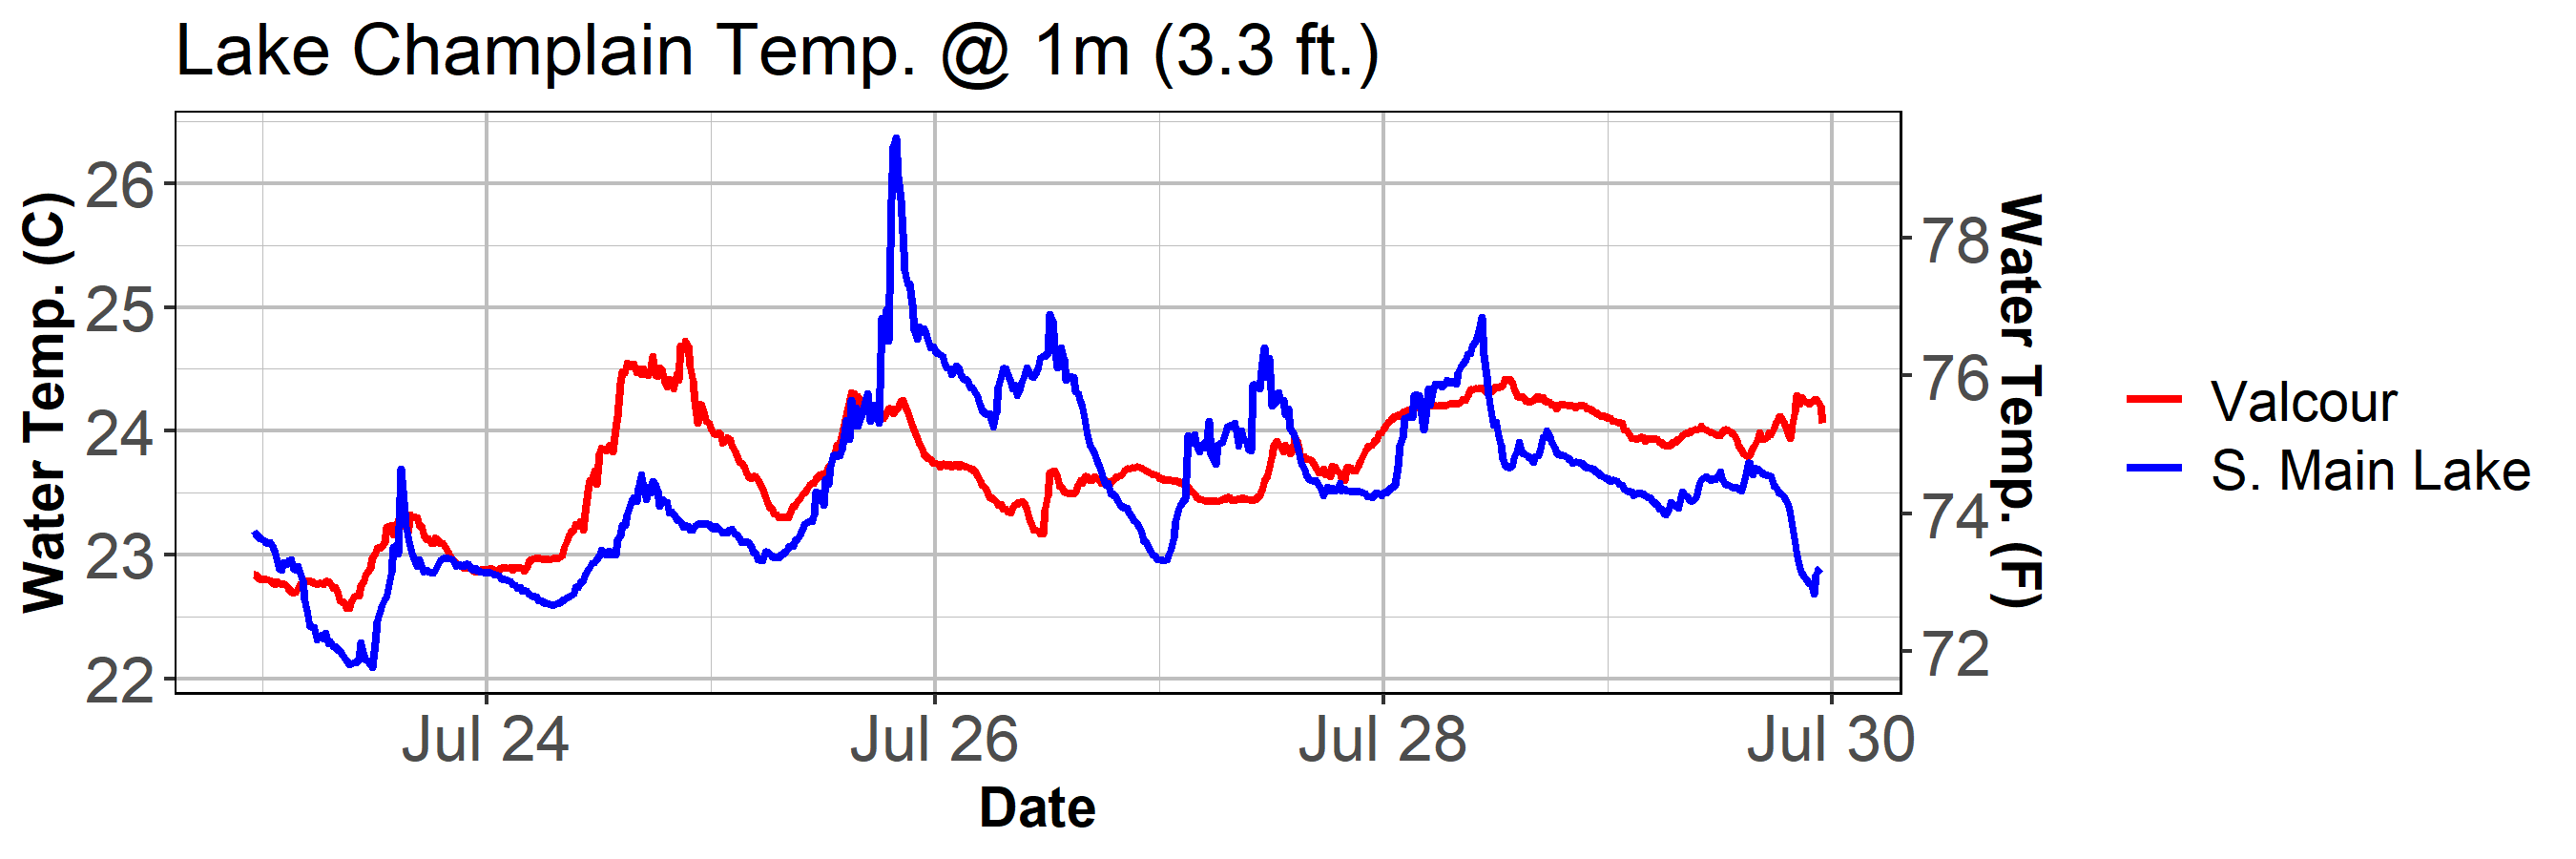 Lake Champlain Temp. @ 1m (3.3 ft.)
Water Temp. (C)
26
25
24
23
22
78
76
74
72
Water Temp. (F)
Jul 24
Jul 26
Jul 28
Jul 30
Date
Valcour
S. Main Lake